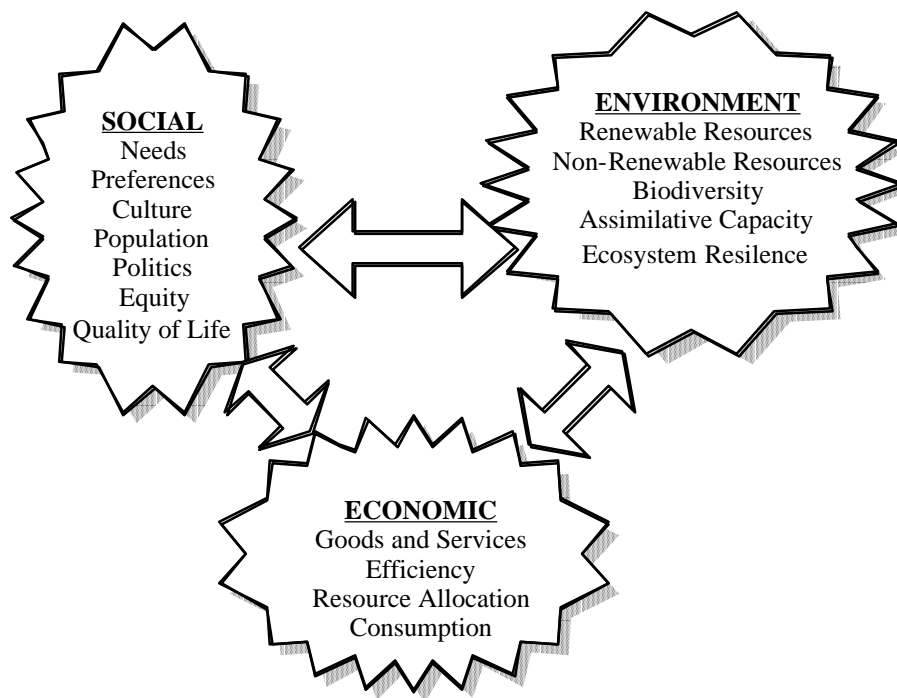 SOCIAL
Needs
Preferences
Culture
Population
Politics
Equity
Quality of Life
ENVIRONMENT
Renewable Resources
Non-Renewable Resources
Biodiversity
Assimilative Capacity
Ecosystem Resilence
ECONOMIC
Goods and Services
Efficiency
Resource Allocation
Consumption